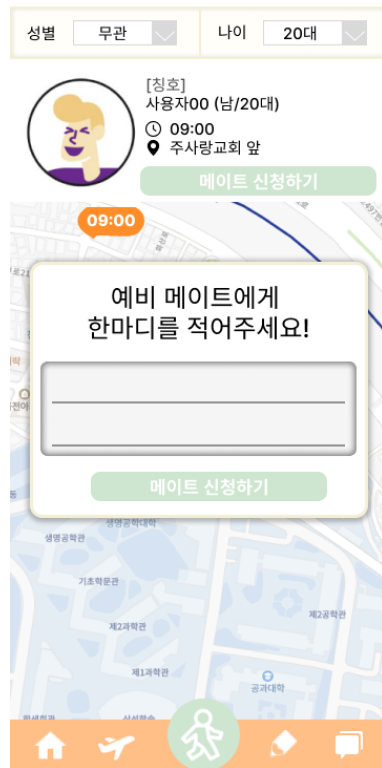 성별 무관 나이 20대
[칭호]
사용자00 (남/20대)
09:00
주사랑교회 앞
메이트 신청하기
09:00
예비 메이트에게
한마디를 적어주세요!
메이트 신청하기
생명공학대학
생명공학관
기초학문관
제2공학관
제2과학관
제1과학관
공과대학